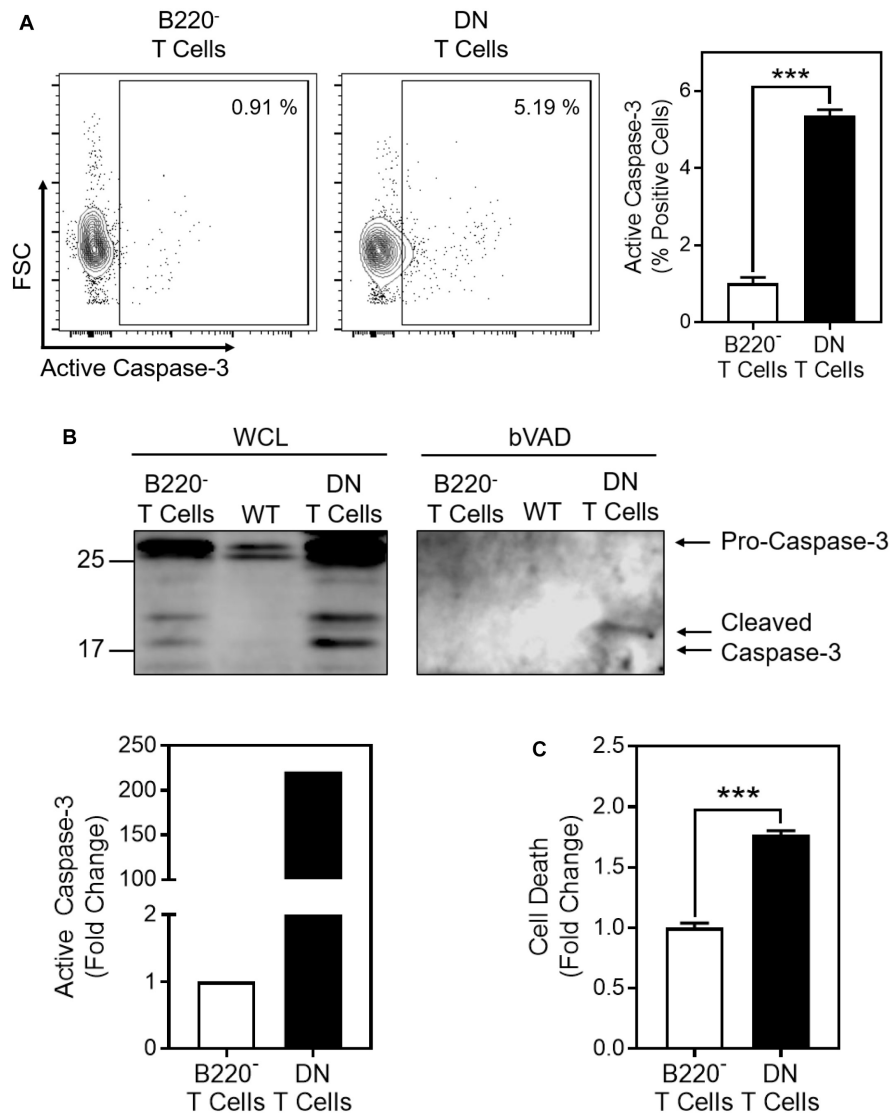 A
B220⁻
T Cells
DN
T Cells
0.91 %
5.19 %
FSC
Active Caspase-3
Active Caspase-3
(% Positive Cells)
6
4
2
0
***
B220⁻
T Cells
DN
T Cells
B
WCL
bVAD
B220⁻
T Cells
WT
DN
T Cells
B220⁻
T Cells
WT
DN
T Cells
25
17
Pro-Caspase-3
Cleaved
Caspase-3
Active Caspase-3
(Fold Change)
250
200
150
100
2
1
0
B220⁻
T Cells
DN
T Cells
C
Cell Death
(Fold Change)
2.5
2.0
1.5
1.0
0.5
0.0
***
B220⁻
T Cells
DN
T Cells